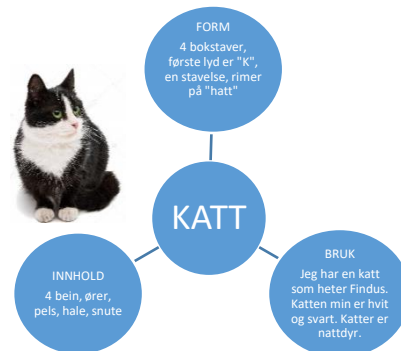 FORM
4 bokstaver,
første lyd er "K",
en stavelse, rimer
på "hatt"
KATT
INNHOLD
4 bein, ører,
pels, hale, snute
BRUK
Jeg har en katt
som heter Findus.
Katten min er hvit
og svart. Katter er
nattdyr.